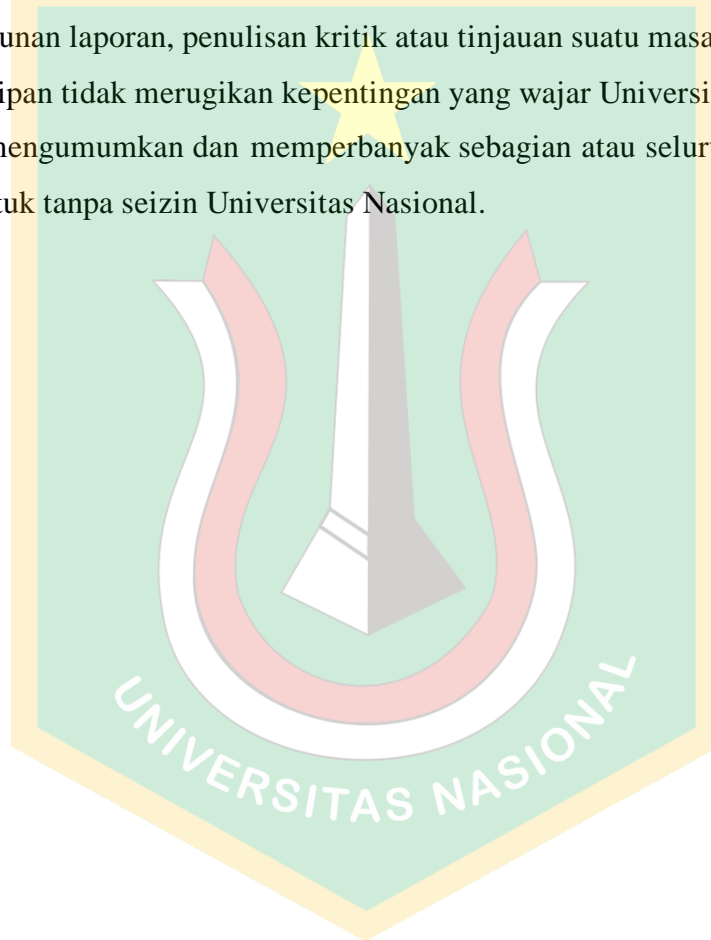 unan laporan, penulisan kritik atau tinjauan suatu masa
ipan tidak merugikan kepentingan yang wajar Universi
mengumumkan dan memperbanyak sebagian atau selur
tuk tanpa seizin Universitas Nasional.
UNIVERSITAS NASIONAL